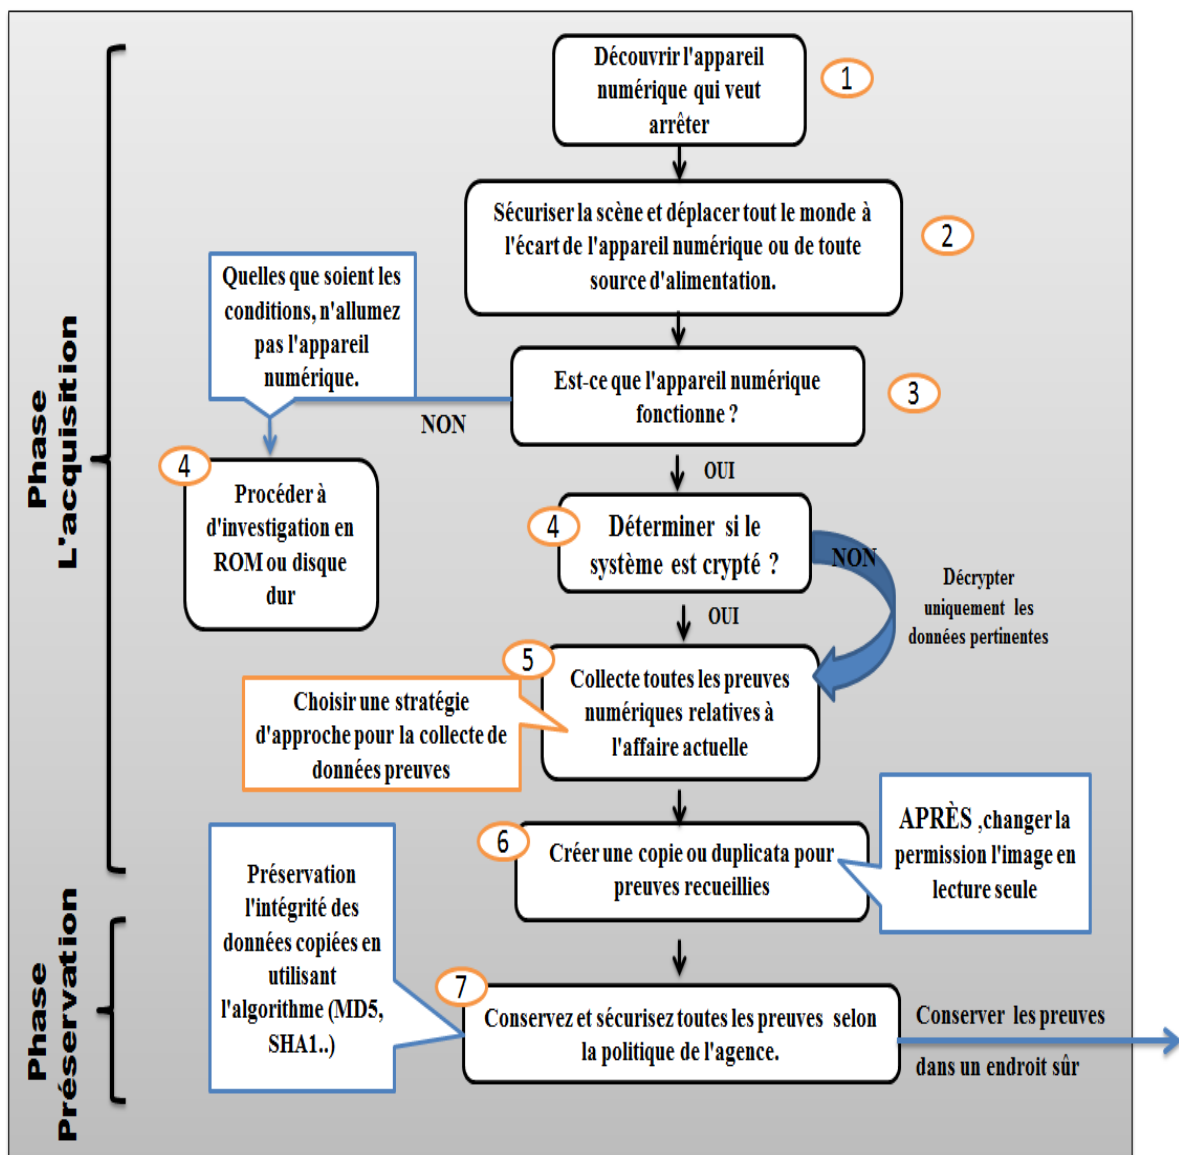 Découvrir l'appareil
numérique qui veut
arrêter
1
Sécuriser la scène et déplacer tout le monde à
l'écart de l'appareil numérique ou de toute
source d'alimentation.
2
Quelles que soient les
conditions, n'allumez
pas l'appareil
numérique.
Est-ce que l'appareil numérique
fonctionne ?
3
NON
OUI
4
Procéder à
d'investigation en
ROM ou disque
dur
4
Déterminer si le
système est crypté ?
NON
Décrypter
uniquement les
données pertinentes
OUI
5
Collecte toutes les preuves
numériques relatives à
l'affaire actuelle
Choisir une stratégie
d'approche pour la collecte de
données preuves
6
Créer une copie ou duplicata pour
preuves recueillies
APRÈS ,changer la
permission l'image en
lecture seule
Préservation
l'intégrité des
données copiées en
utilisant
l'algorithme (MD5,
SHA1..)
7
Conservez et sécurisez toutes les preuves selon
la politique de l'agence.
Conserver les preuves
dans un endroit sûr
Phase
L'acquisition
Phase
Préservation